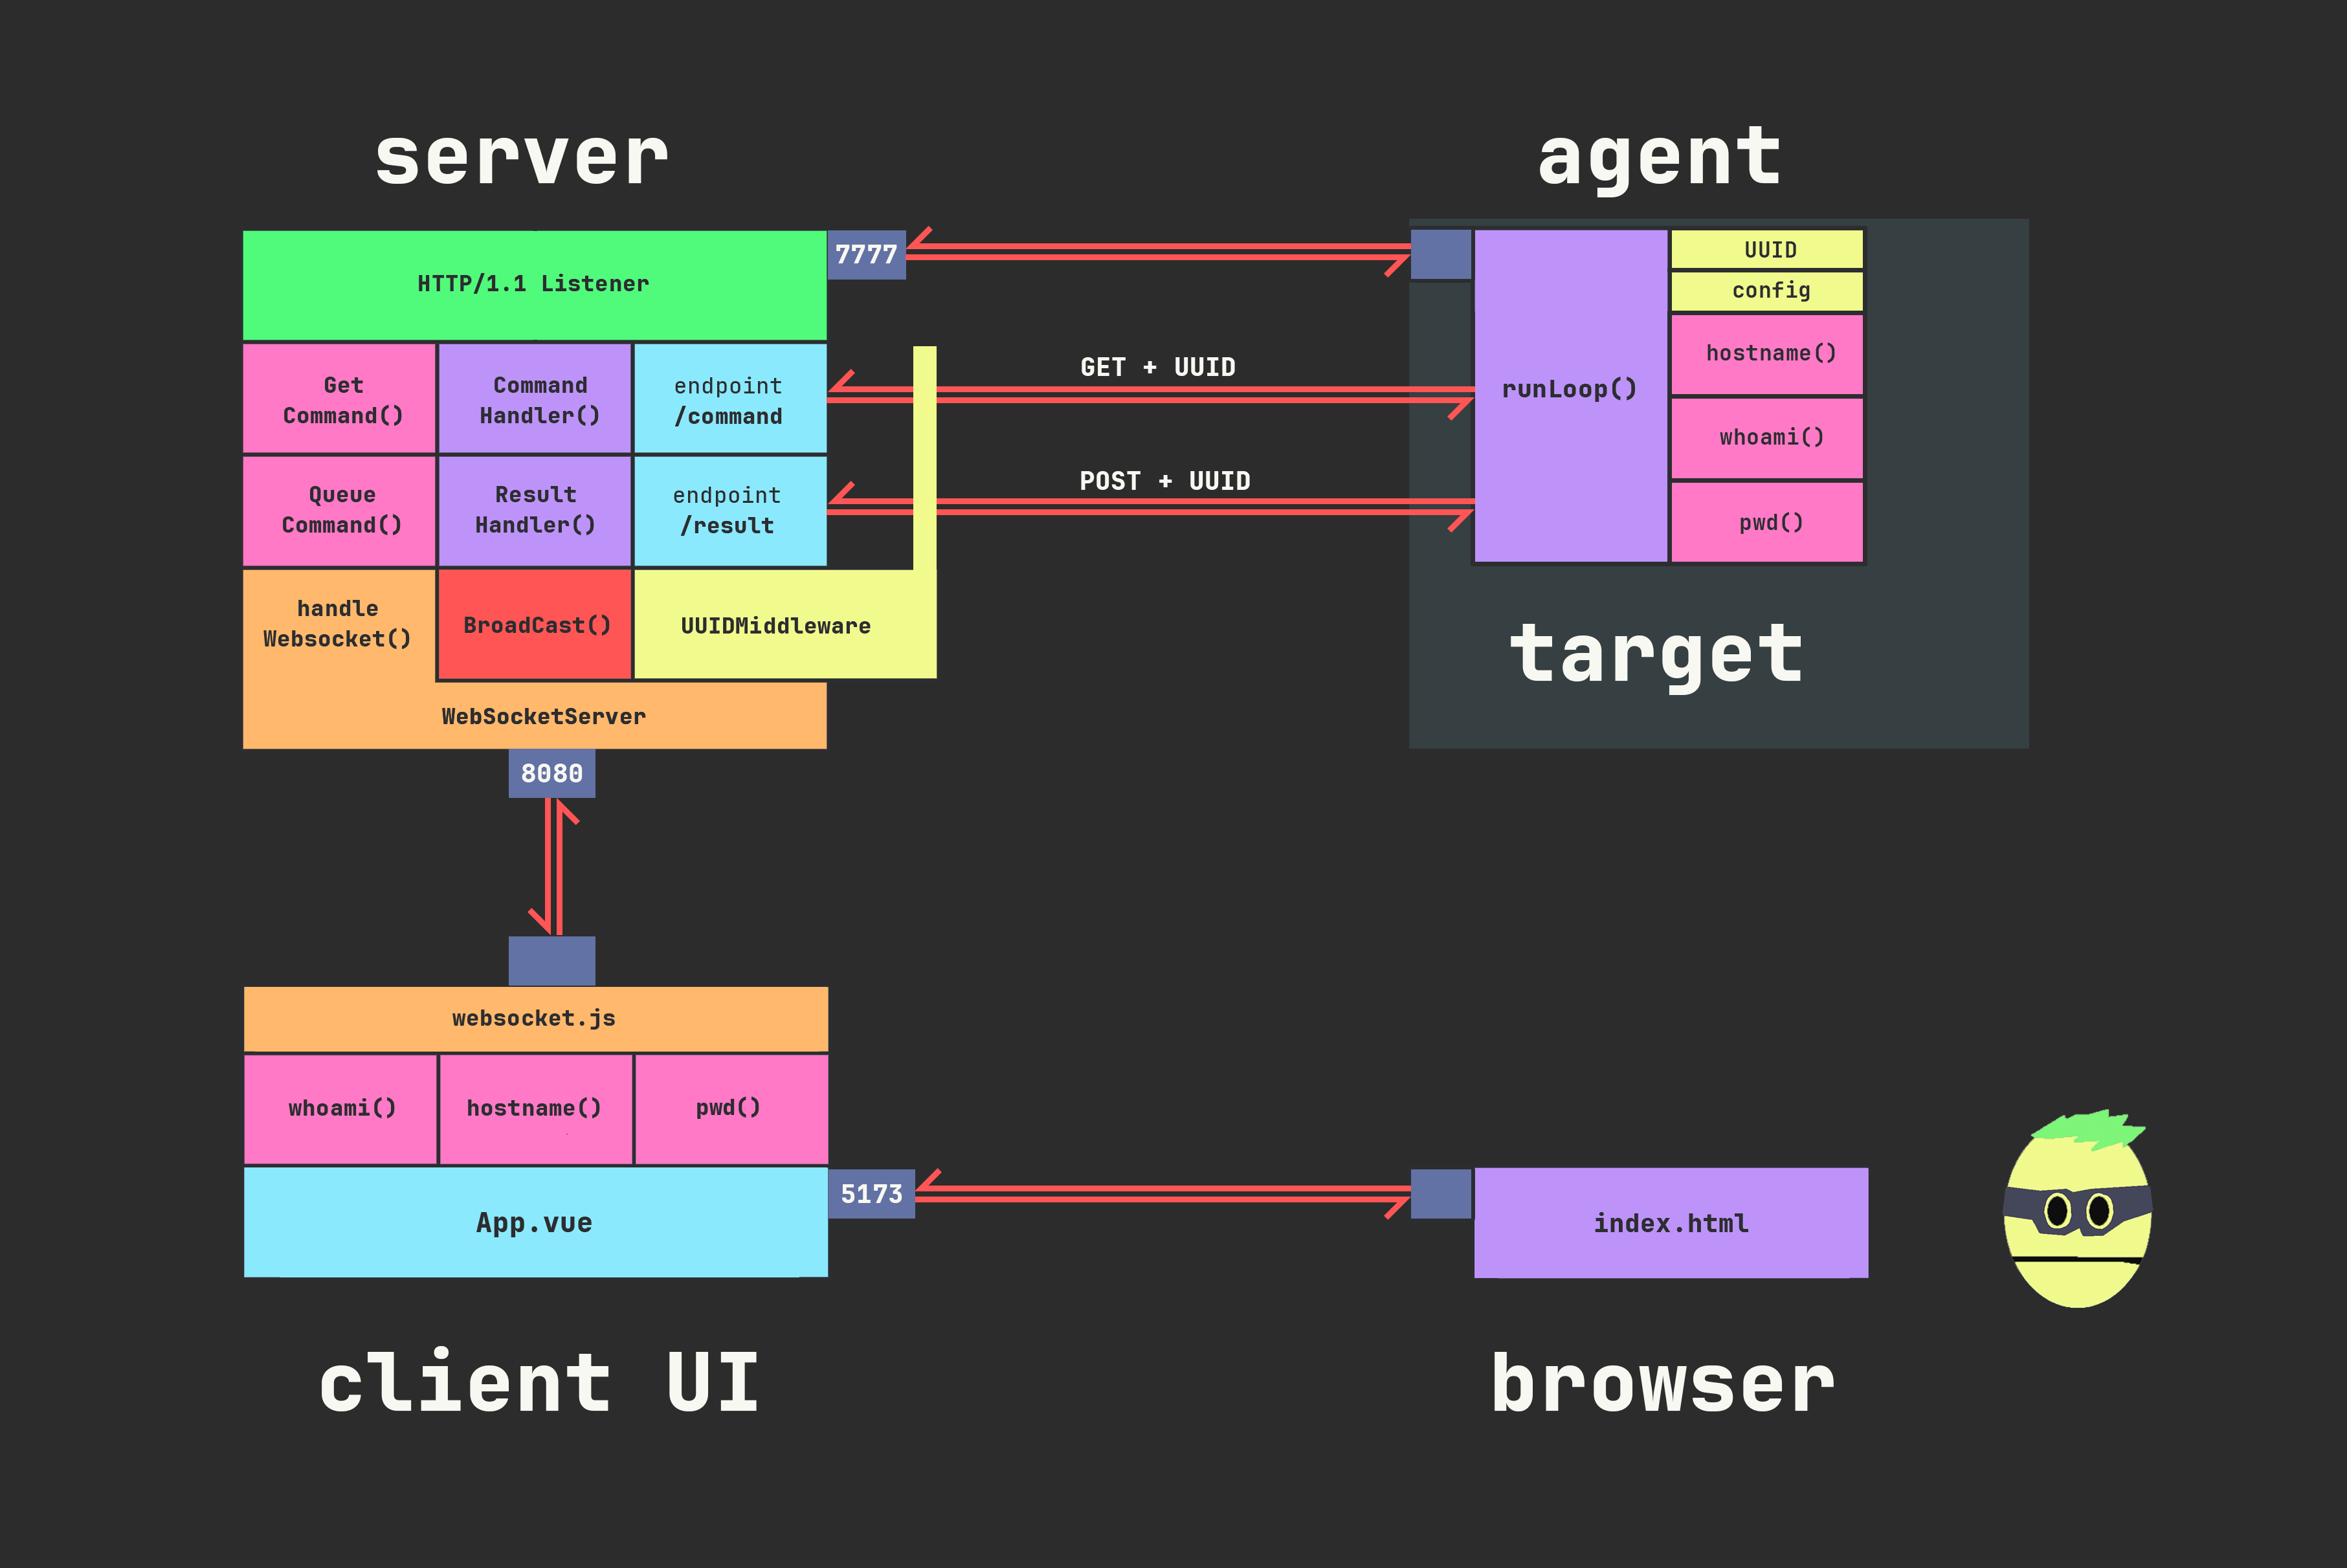 server
agent
HTTP/1.1 Listener
7777
UUID
config
hostname()
whoami()
pwd()
runLoop()
Get
Command()
Command
Handler()
endpoint
/command
GET + UUID
Queue
Command()
Result
Handler()
endpoint
/result
POST + UUID
handle
Websocket()
BroadCast()
UUIDMiddleware
WebSocketServer
target
8080
websocket.js
whoami()
hostname()
pwd()
App.vue
5173
index.html
client UI
browser